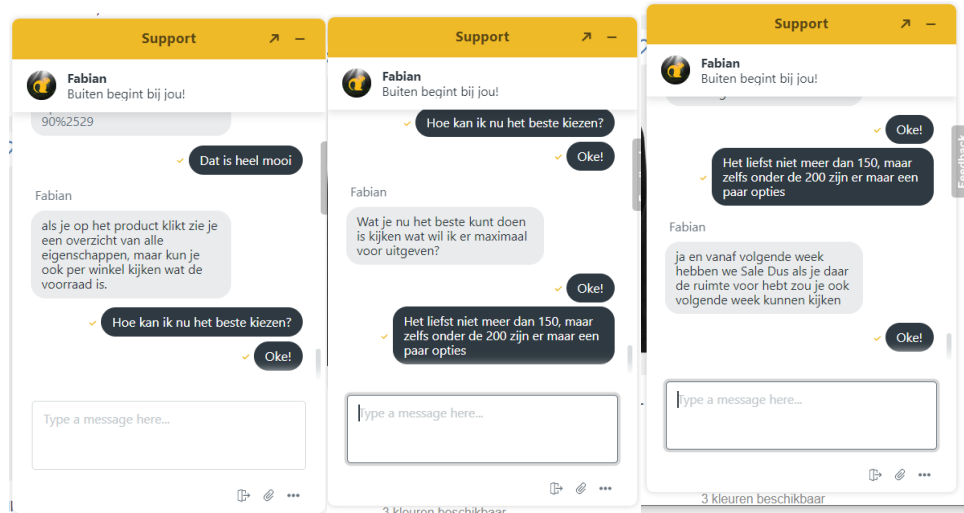 Support
Fabian
Buiten begint bij jou!
90%2529
Dat is heel mooi
Fabian
als je op het product klikt zie je
een overzicht van alle
eigenschappen, maar kun je
ook per winkel kijken wat de
voorraad is.
Hoe kan ik nu het beste kiezen?
Oke!
Type a message here...
Support
Fabian
Buiten begint bij jou!
Hoe kan ik nu het beste kiezen?
Oke!
Fabian
Wat je nu het beste kunt doen
is kijken wat wil ik er maximaal
voor uitgeven?
Oke!
Het liefst niet meer dan 150, maar
zelfs onder de 200 zijn er maar een
paar opties
Type a message here...
3 kleuren beschikbaar
Support
Fabian
Buiten begint bij jou!
Oke!
Het liefst niet meer dan 150, maar
zelfs onder de 200 zijn er maar een
paar opties
Fabian
ja en vanaf volgende week
hebben we Sale Dus als je daar
de ruimte voor hebt zou je ook
volgende week kunnen kijken
Oke!
Type a message here...
3 kleuren beschikbaar
Feedback